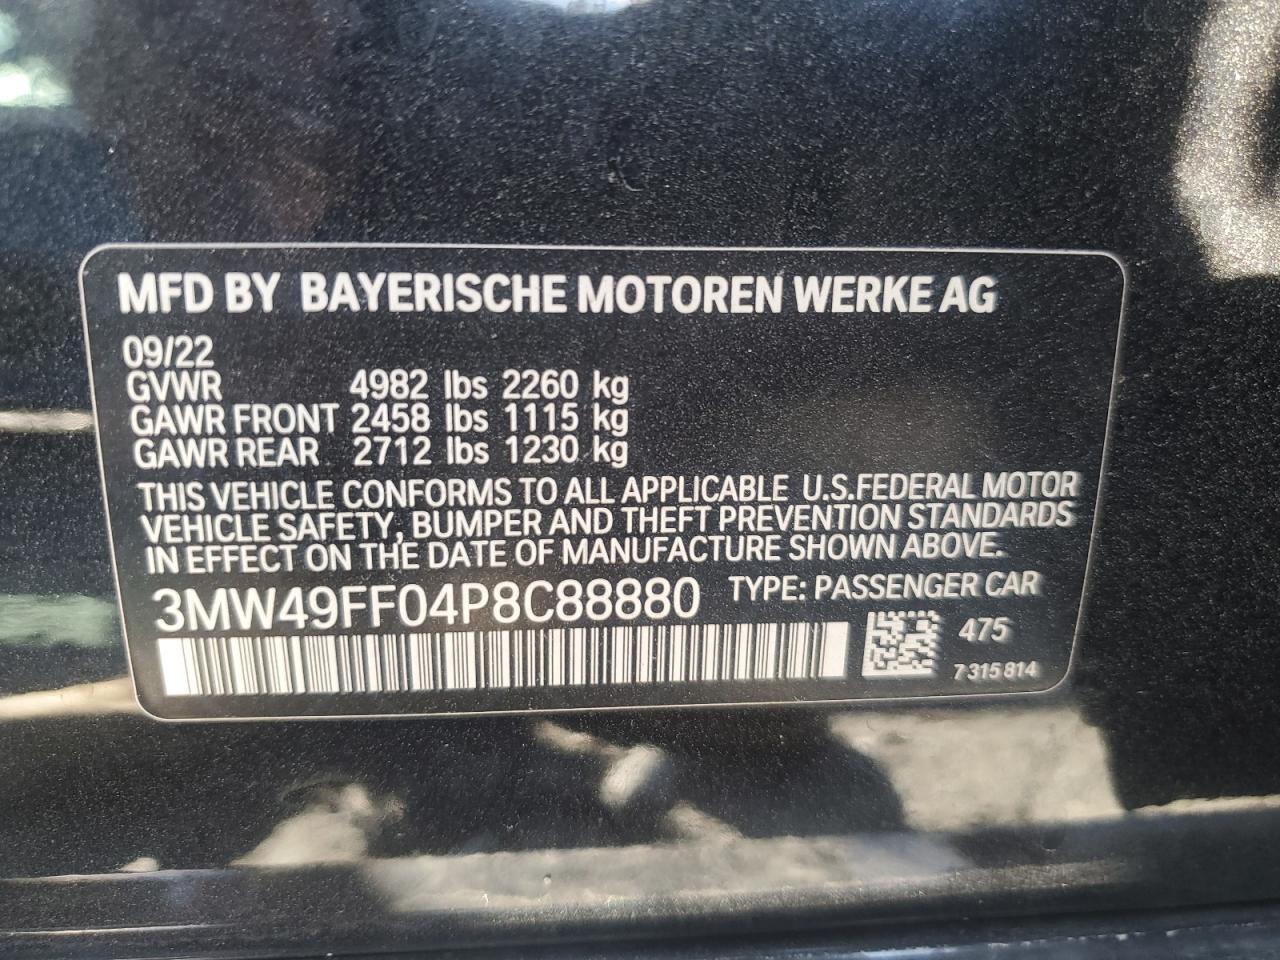 MFD BY BAYERISCHE MOTOREN WERKE AG
09/22
GVWR 4982 lbs 2260 kg
GAWR FRONT 2458 lbs 1115 kg
GAWR REAR 2712 lbs 1230 kg
THIS VEHICLE CONFORMS TO ALL APPLICABLE U.S.FEDERAL MOTOR
VEHICLE SAFETY, BUMPER AND THEFT PREVENTION STANDARDS
IN EFFECT ON THE DATE OF MANUFACTURE SHOWN ABOVE.
3MW49FF04P8C88880 TYPE: PASSENGER CAR
475
7 315 814